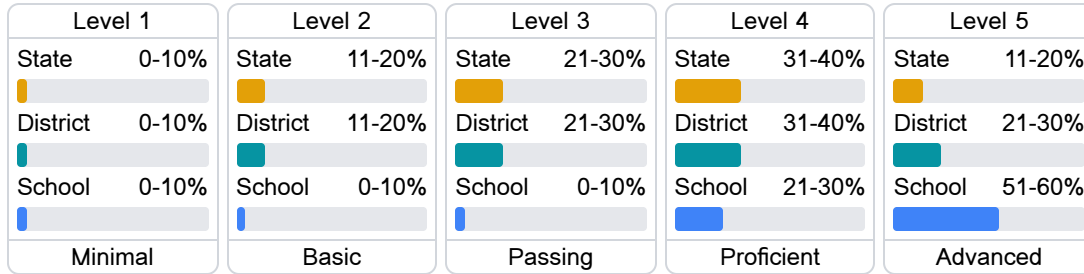 Level 1
State 0-10%
District 0-10%
School 0-10%
Minimal
Level 2
State 11-20%
District 11-20%
School 0-10%
Basic
Level 3
State 21-30%
District 21-30%
School 0-10%
Passing
Level 4
State 31-40%
District 31-40%
School 21-30%
Proficient
Level 5
State 11-20%
District 21-30%
School 51-60%
Advanced